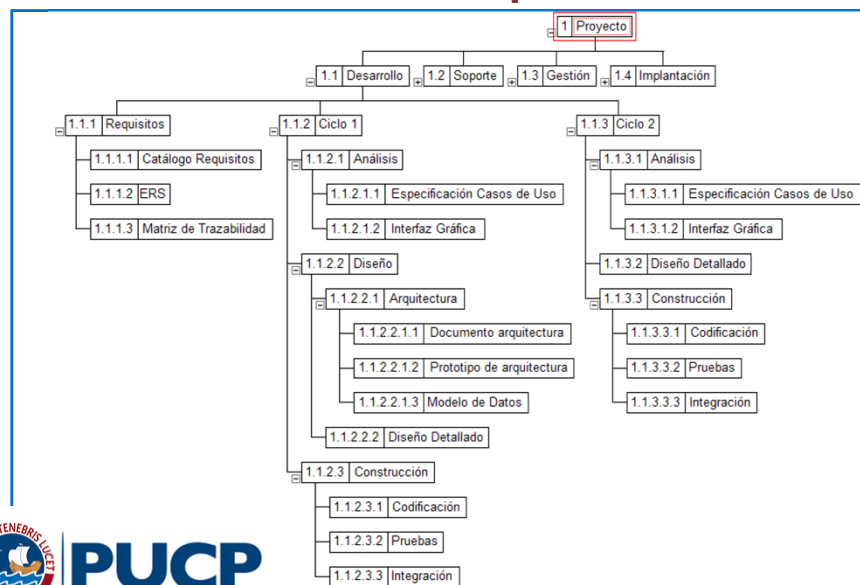 1 Proyecto
1.1 Desarrollo
1.2 Soporte
1.3 Gestión
1.4 Implantación
1.1.1 Requisitos
1.1.1.1 Catálogo Requisitos
1.1.1.2 ERS
1.1.1.3 Matriz de Trazabilidad
1.1.2 Ciclo 1
1.1.2.1 Análisis
1.1.2.1.1 Especificación Casos de Uso
1.1.2.1.2 Interfaz Gráfica
1.1.2.2 Diseño
1.1.2.2.1 Arquitectura
1.1.2.2.1.1 Documento arquitectura
1.1.2.2.1.2 Prototipo de arquitectura
1.1.2.2.1.3 Modelo de Datos
1.1.2.2.2 Diseño Detallado
1.1.2.3 Construcción
1.1.2.3.1 Codificación
1.1.2.3.2 Pruebas
1.1.2.3.3 Integración
1.1.3 Ciclo 2
1.1.3.1 Análisis
1.1.3.1.1 Especificación Casos de Uso
1.1.3.1.2 Interfaz Gráfica
1.1.3.2 Diseño Detallado
1.1.3.3 Construcción
1.1.3.3.1 Codificación
1.1.3.3.2 Pruebas
1.1.3.3.3 Integración
TENEBRIS LUCET
PUCP